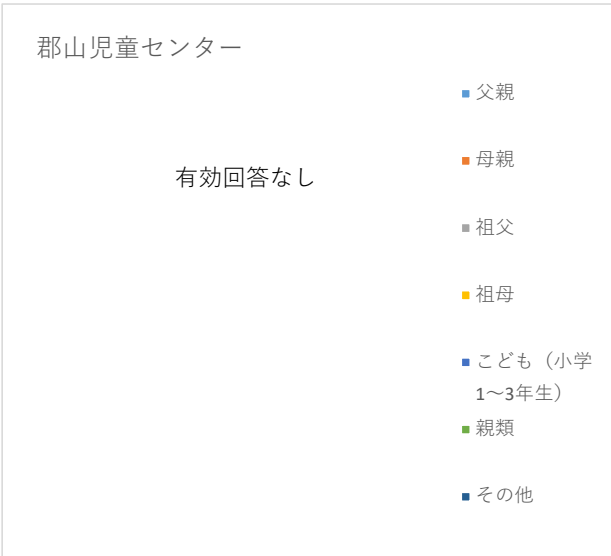 郡山児童センター
有効回答なし
父親
母親
祖父
祖母
こども（小学
1～3年生）
親類
その他